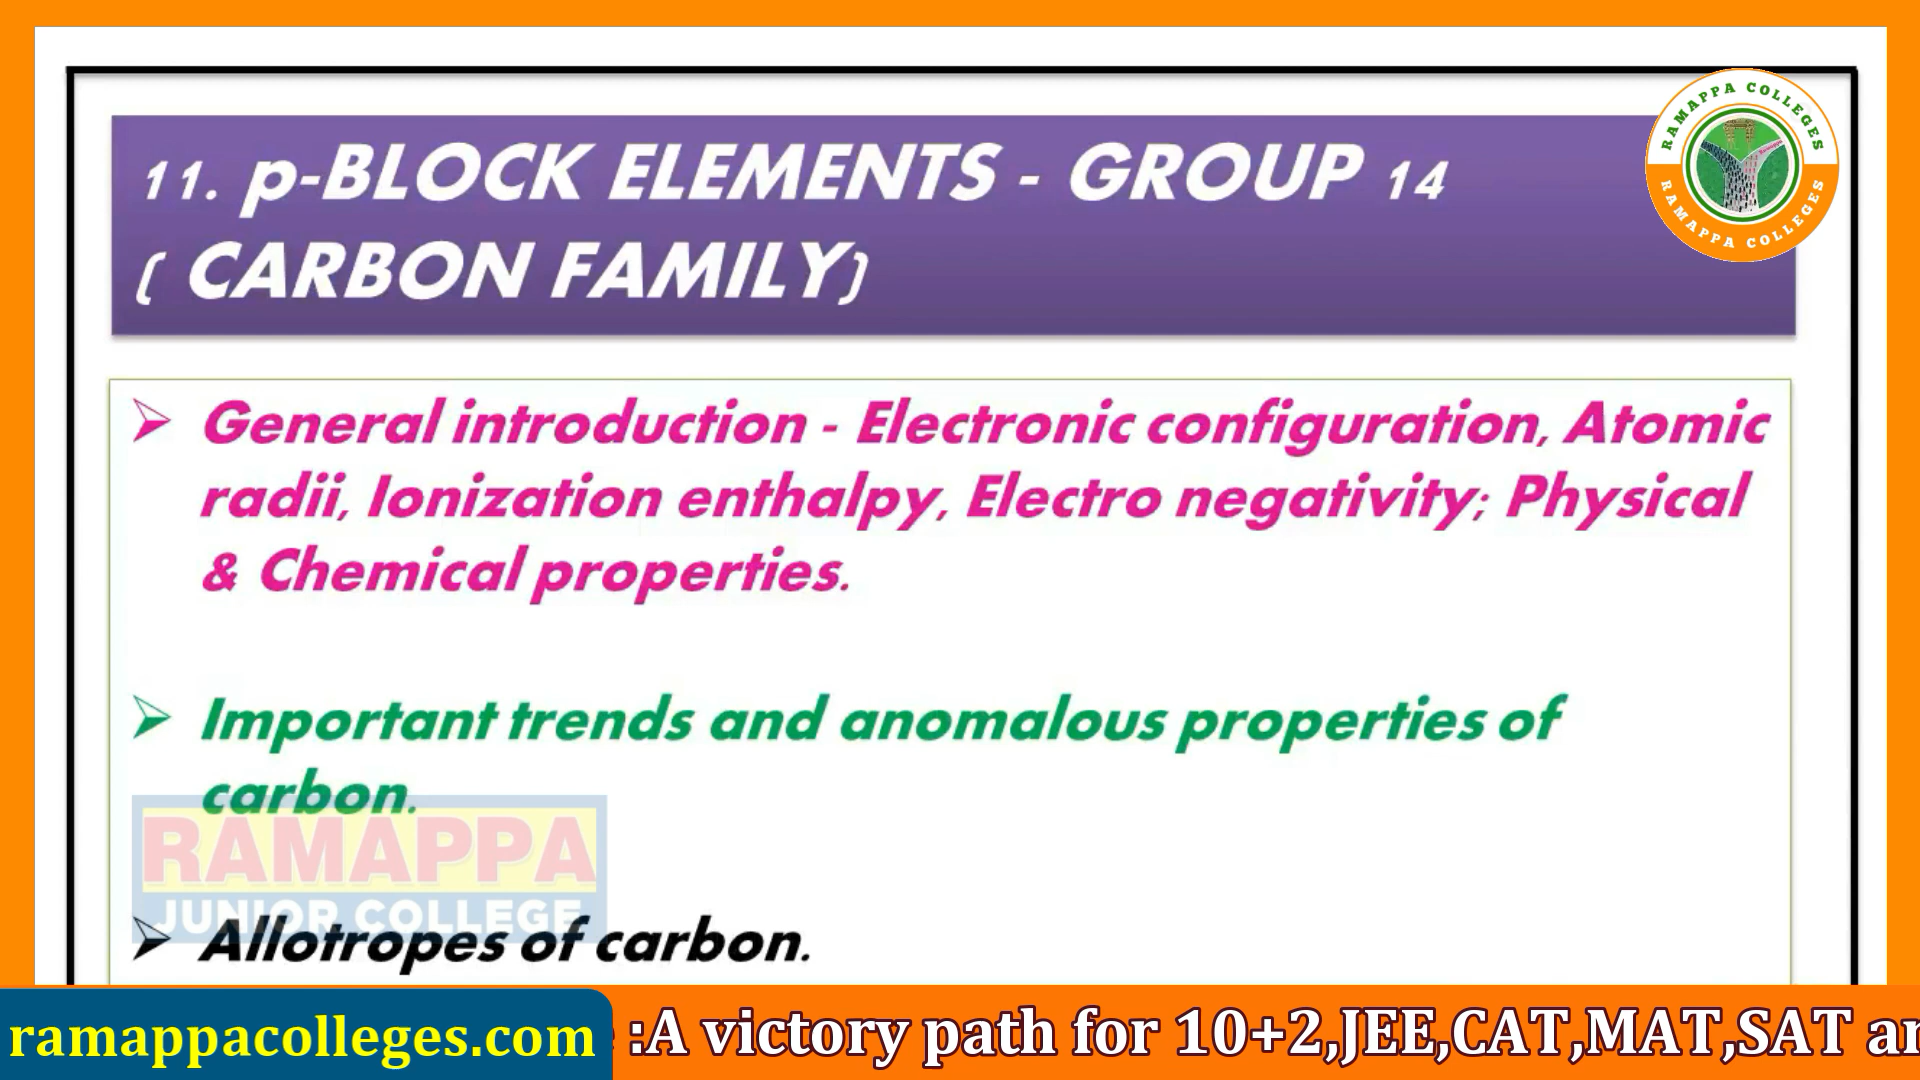 RAMAPPA COLLEGES
RAMAPPA COLLEGES
11. p-BLOCK ELEMENTS - GROUP 14
( CARBON FAMILY)
General introduction - Electronic configuration, Atomic
radii, Ionization enthalpy, Electro negativity; Physical
& Chemical properties.
Important trends and anomalous properties of
carbon.
RAMAPPA
JUNIOR COLLEGE
Allotropes of carbon.
ramappacolleges.com
:A victory path for 10+2,JEE,CAT,MAT,SAT